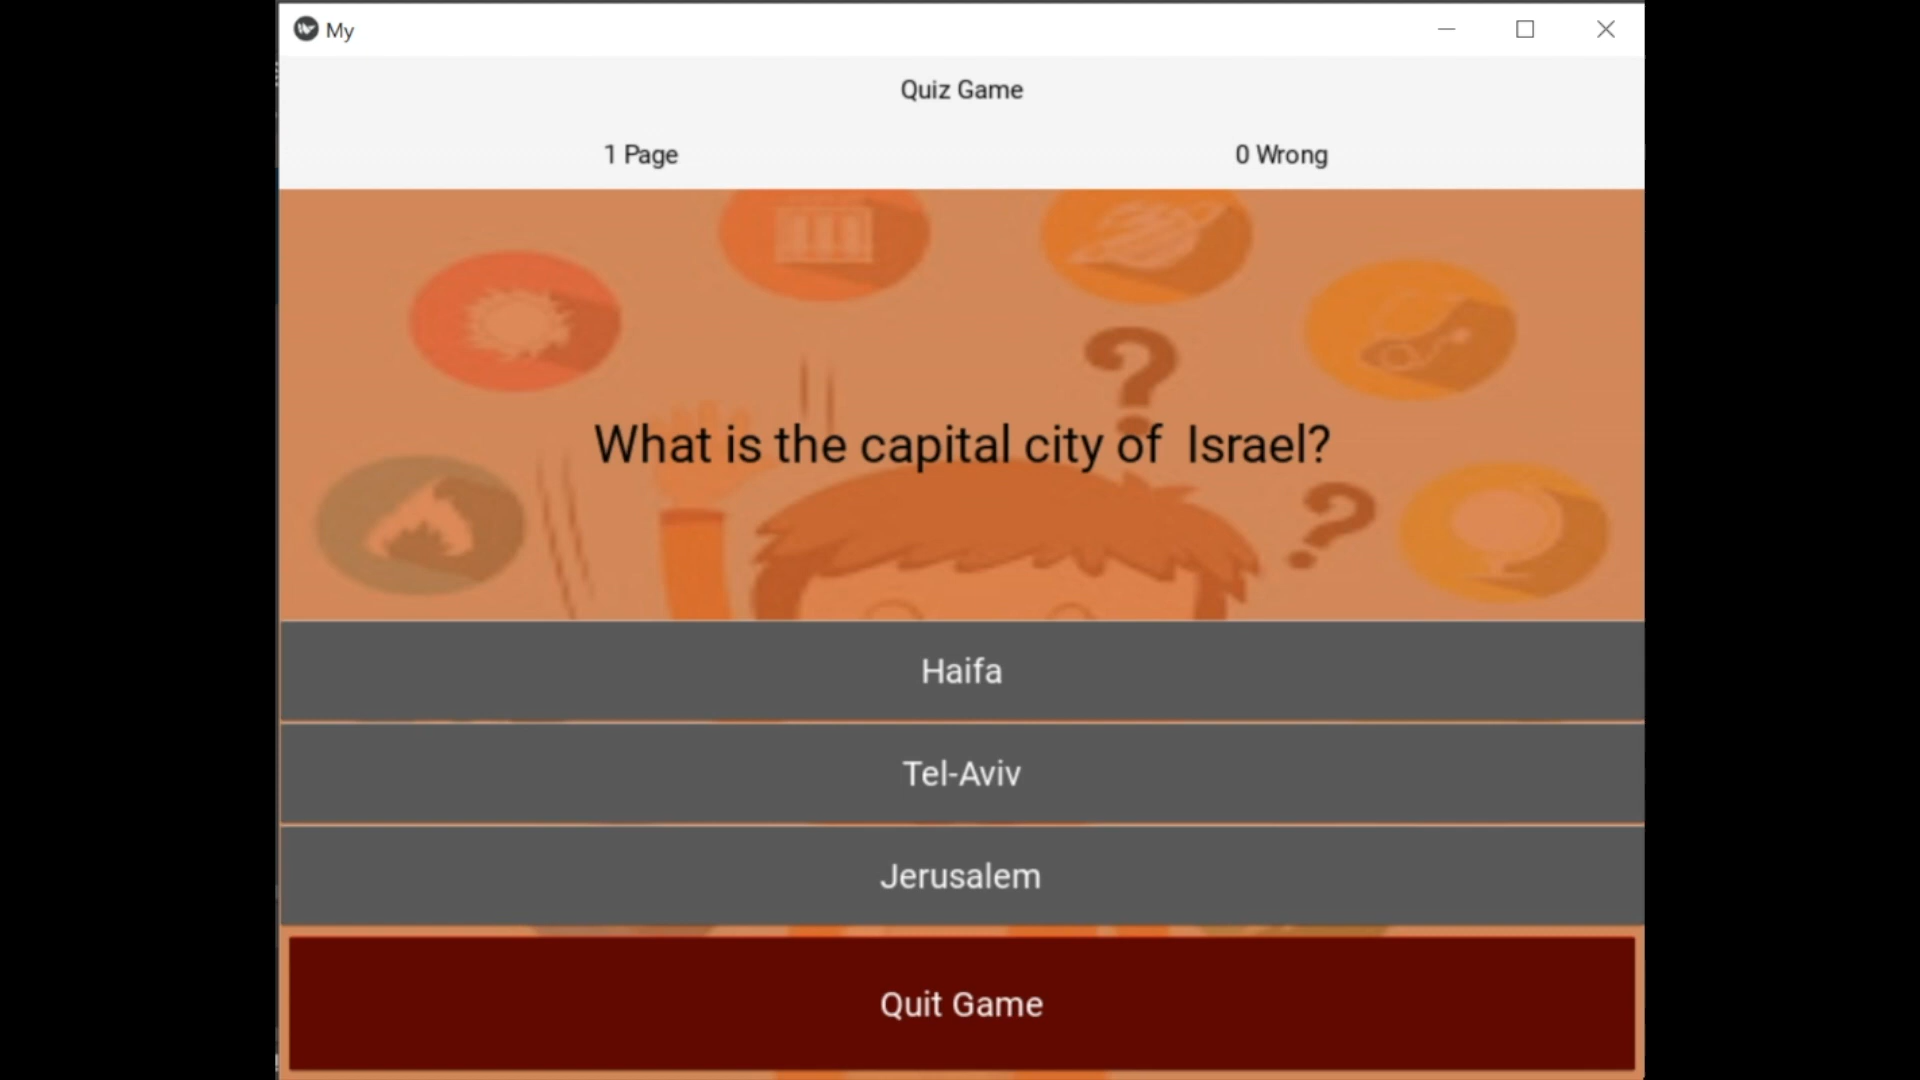 My
Quiz Game
1 Page
0 Wrong
What is the capital city of  Israel?
Haifa
Tel-Aviv
Jerusalem
Quit Game